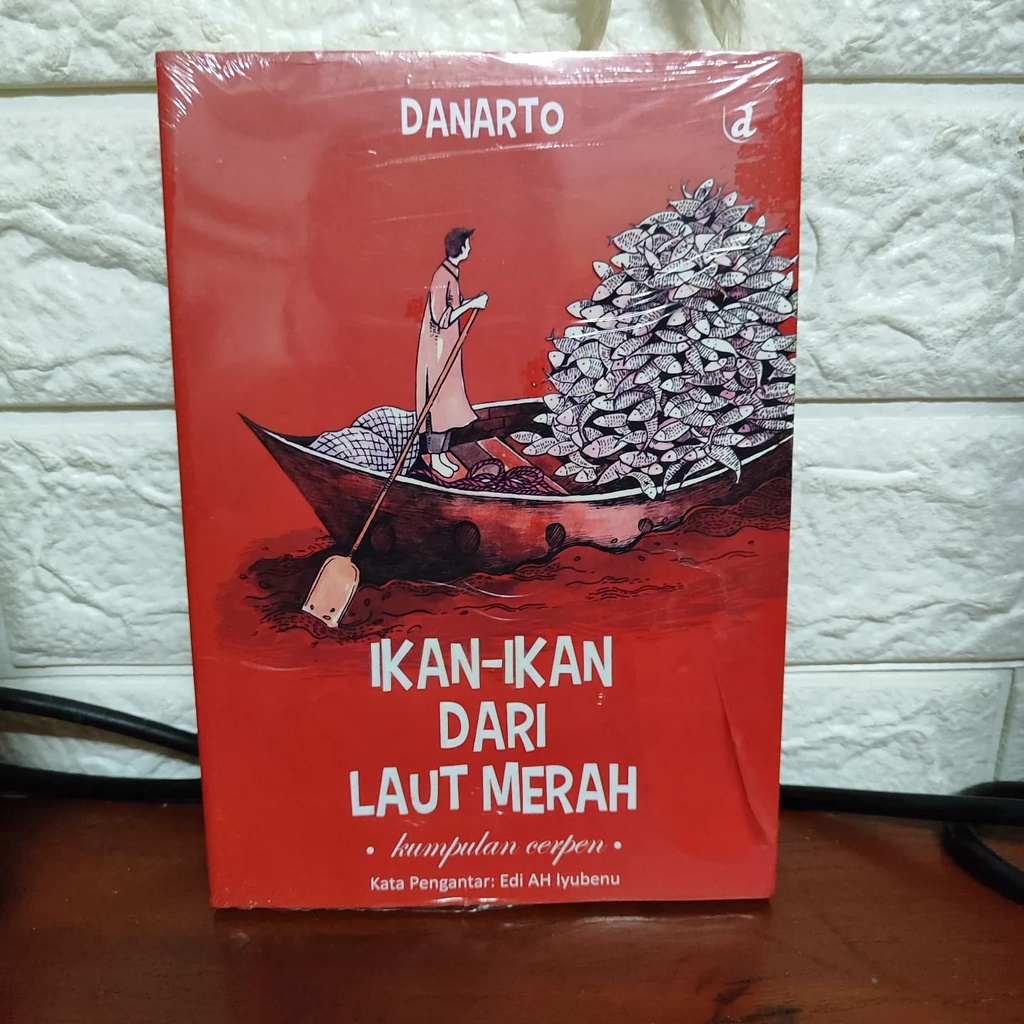 DANARTO
d
IKAN-IKAN
DARI
LAUT MERAH
• kumpulan cerpen •
Kata Pengantar: Edi AH Iyubenu